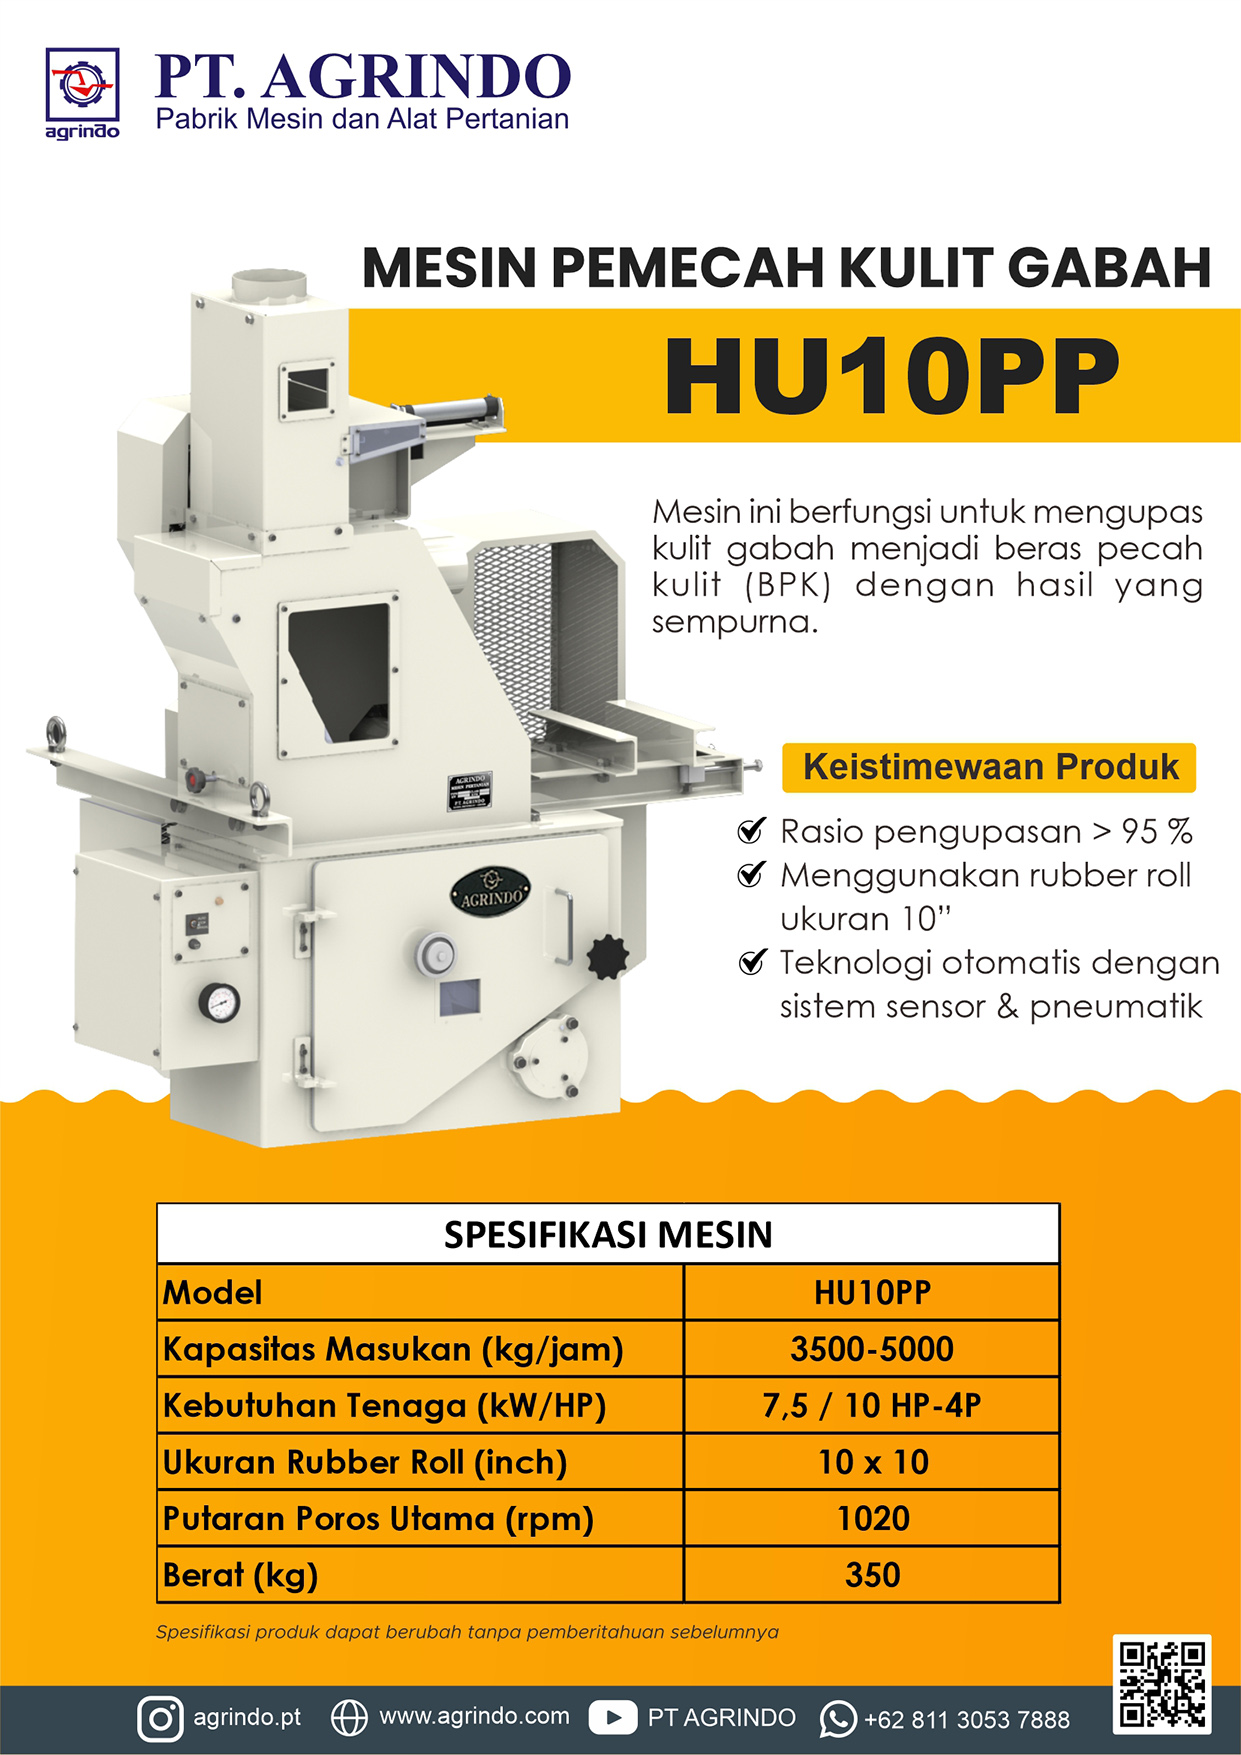 agrindo
PT. AGRINDO
Pabrik Mesin dan Alat Pertanian
MESIN PEMECAH KULIT GABAH
HU10PP
Mesin ini berfungsi untuk mengupas
kulit gabah menjadi beras pecah
kulit (BPK) dengan hasil yang
sempurna.
Keistimewaan Produk
Rasio pengupasan > 95 %
Menggunakan rubber roll
ukuran 10”
Teknologi otomatis dengan
sistem sensor & pneumatik
AGRINDO
MESIN PERTANIAN
PT. AGRINDO
AGRINDO
SPESIFIKASI MESIN
Model HU10PP
Kapasitas Masukan (kg/jam) 3500-5000
Kebutuhan Tenaga (kW/HP) 7,5 / 10 HP-4P
Ukuran Rubber Roll (inch) 10 x 10
Putaran Poros Utama (rpm) 1020
Berat (kg) 350
Spesifikasi produk dapat berubah tanpa pemberitahuan sebelumnya
agrindo.pt www.agrindo.com PT AGRINDO +62 811 3053 7888